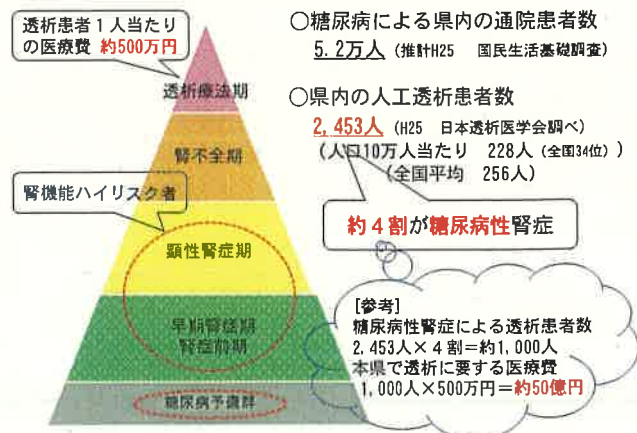 透析患者１人当たり
の医療費 約500万円
透析療法期
腎不全期
腎機能ハイリスク者
顕性腎症期
早期腎症期
腎症前期
糖尿病予備群
○糖尿病による県内の通院患者数
5.2万人 (推計H25 国民生活基礎調査)
○県内の人工透析患者数
2,453人 (H25 日本透析医学会調べ)
(人口10万人当たり 228人 (全国34位) )
(全国平均 256人)
約４割が糖尿病性腎症
[参考]
糖尿病性腎症による透析患者数
2,453人×４割＝約1,000人
本県で透析に要する医療費
1,000人×500万円＝約50億円